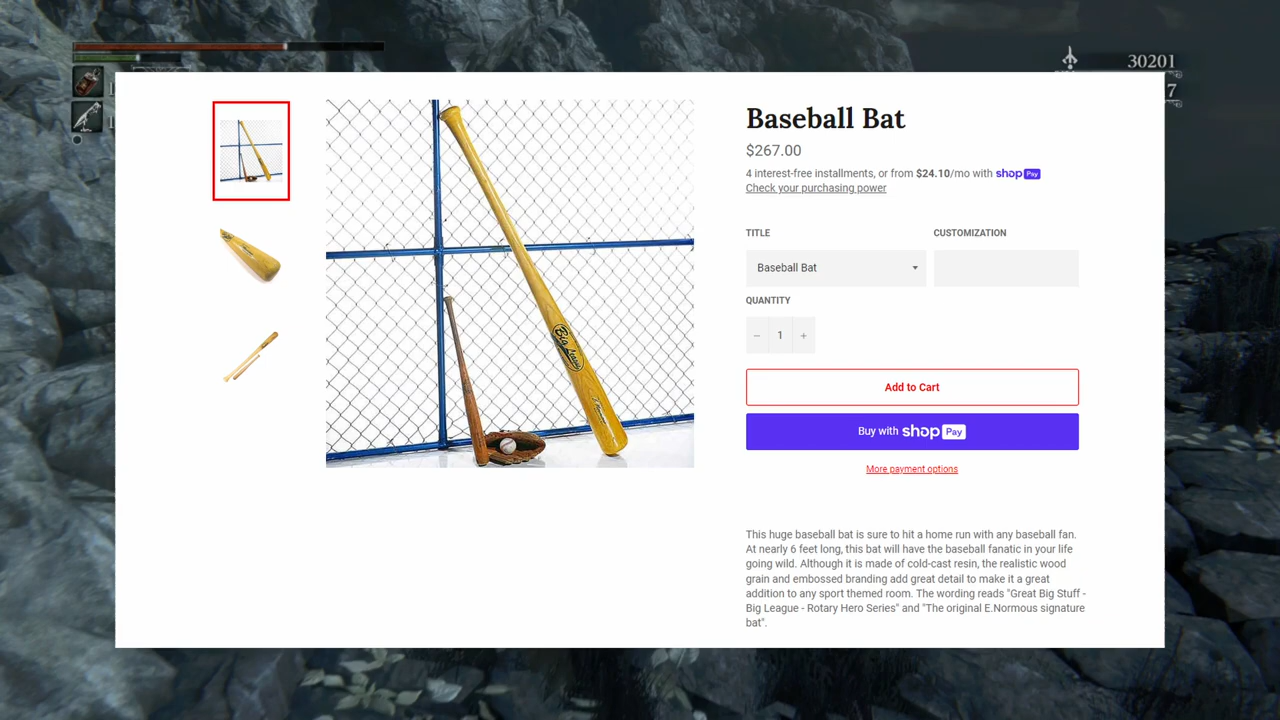 30201
7
Baseball Bat
$267.00
4 interest-free installments, or from $24.10/mo with shop Pay
Check your purchasing power
TITLE
CUSTOMIZATION
Baseball Bat
QUANTITY
− 1 +
Add to Cart
Buy with shop Pay
More payment options
Big League
This huge baseball bat is sure to hit a home run with any baseball fan.
At nearly 6 feet long, this bat will have the baseball fanatic in your life
going wild. Although it is made of cold-cast resin, the realistic wood
grain and embossed branding add great detail to make it a great
addition to any sport themed room. The wording reads "Great Big Stuff -
Big League - Rotary Hero Series" and "The original E.Normous signature
bat".